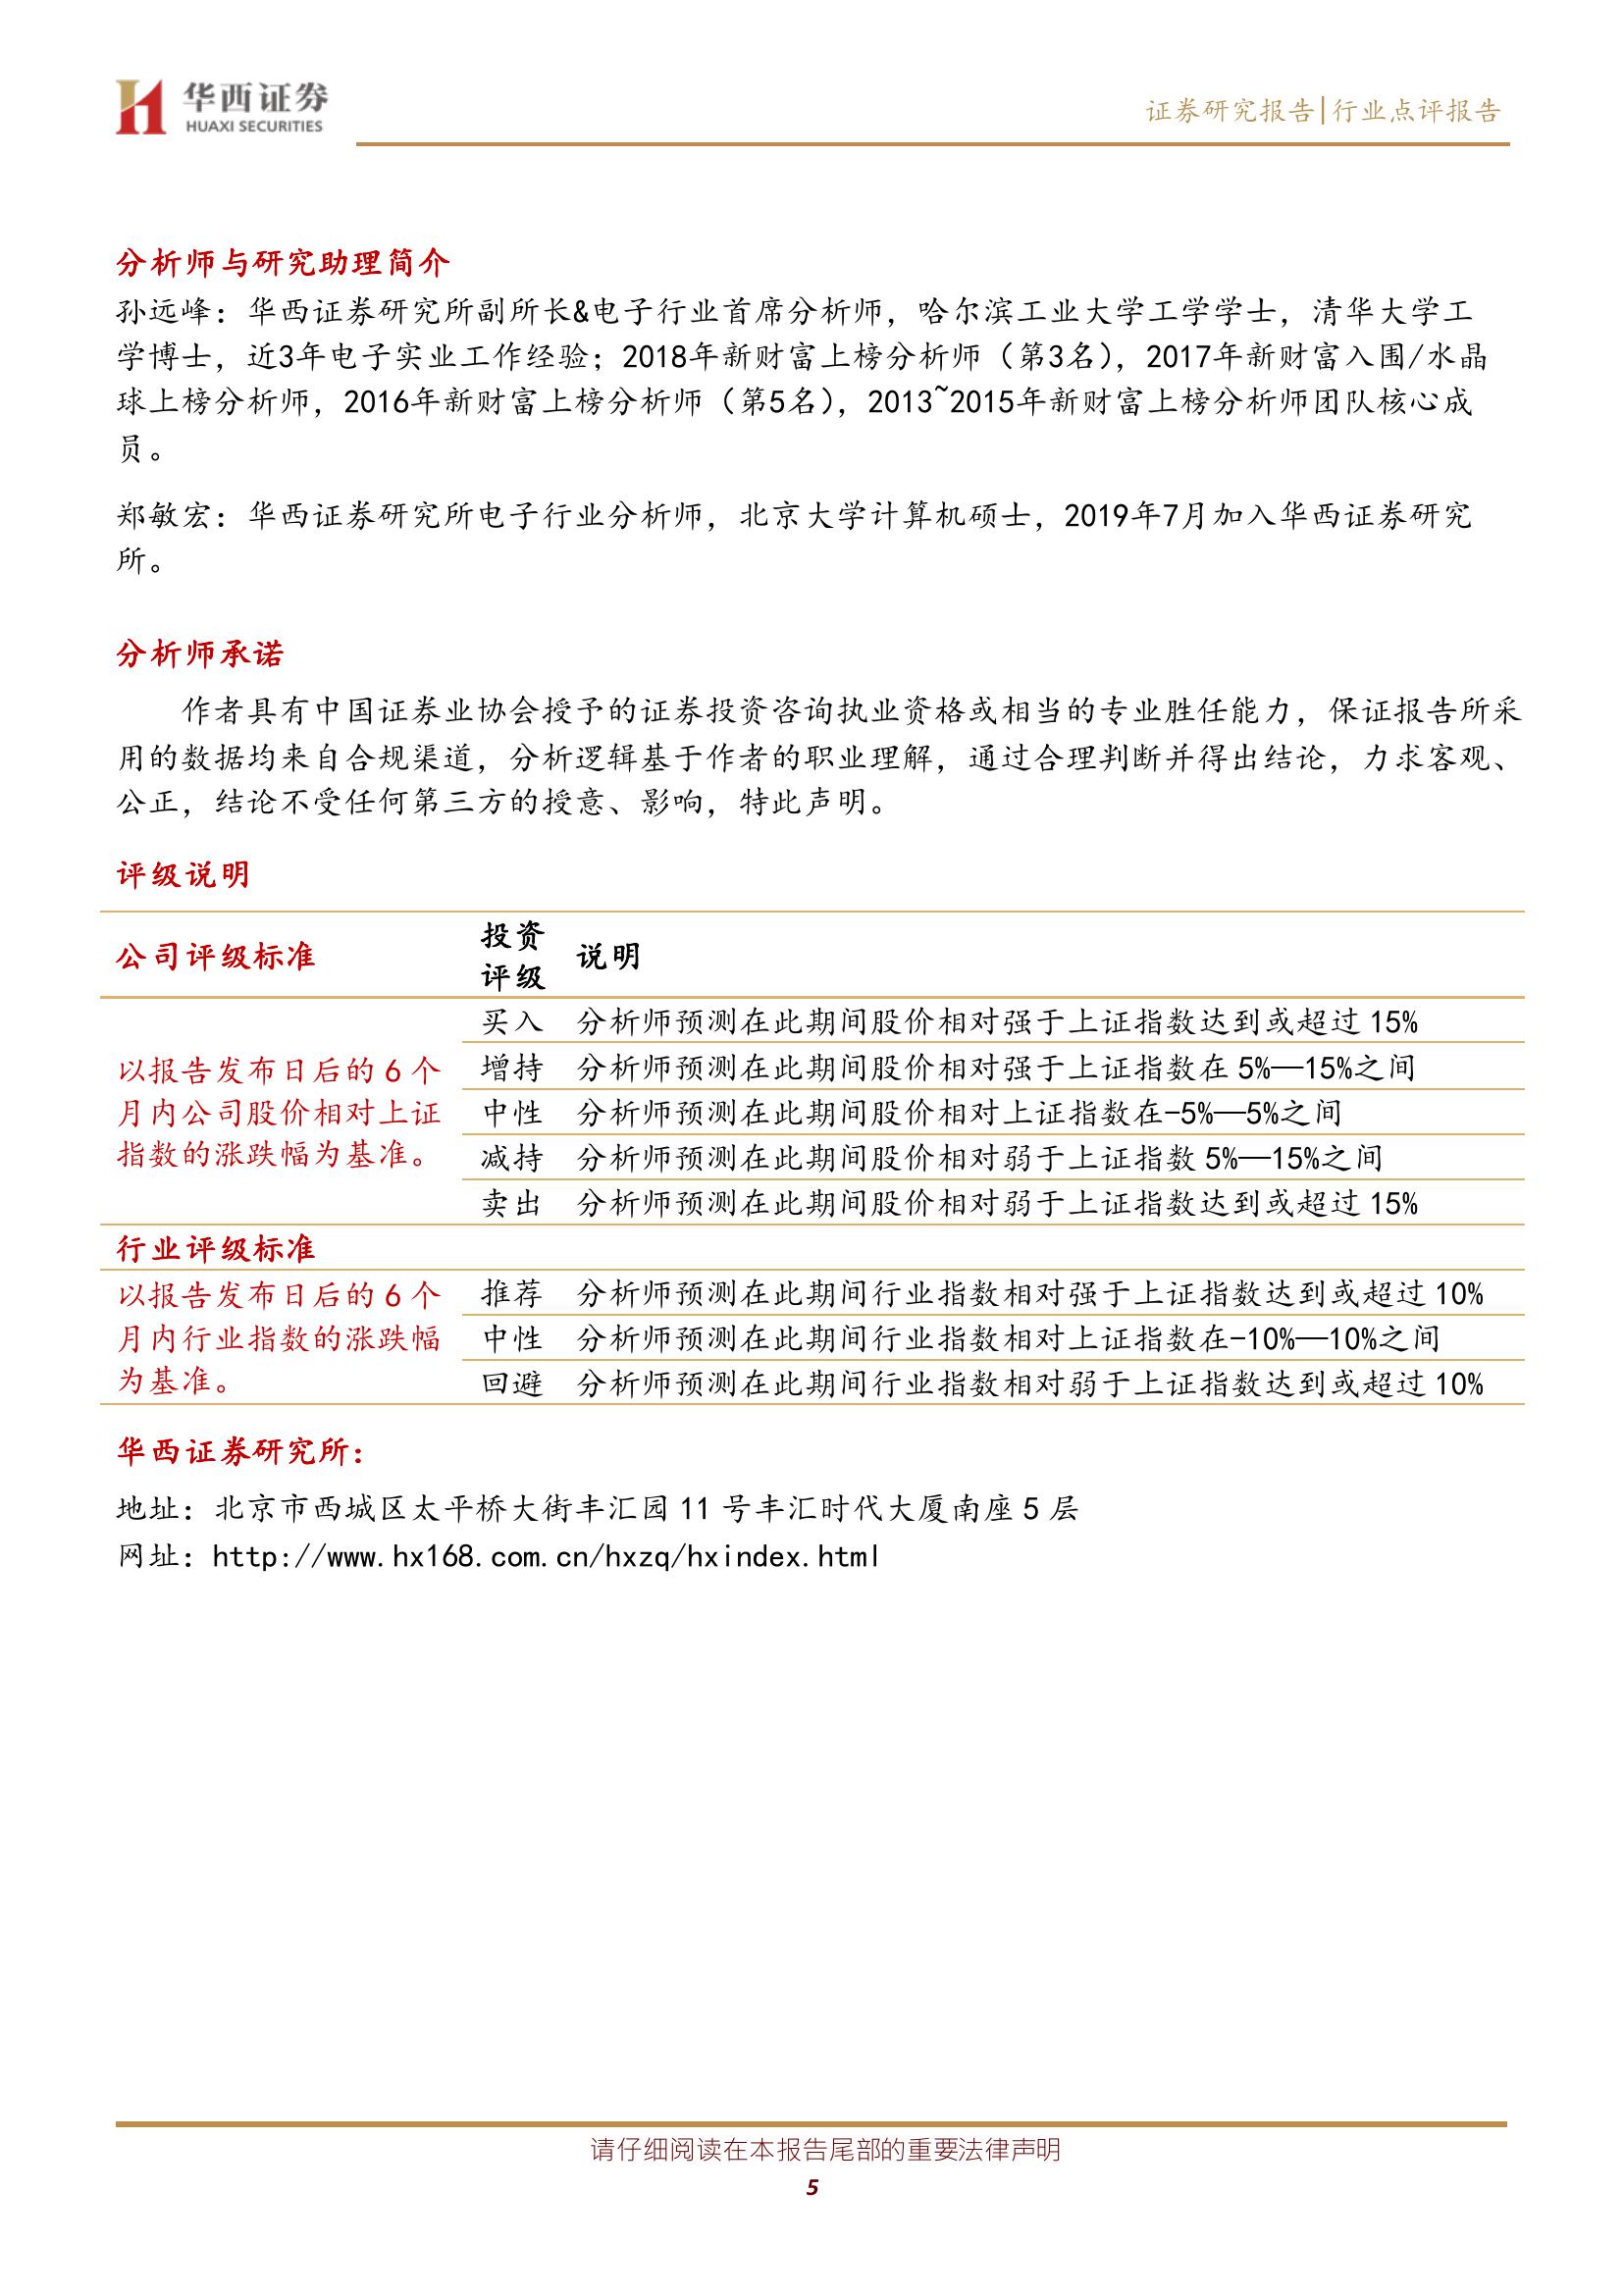 华西证券
HUAXI SECURITIES
证券研究报告|行业点评报告
分析师与研究助理简介
孙远峰：华西证券研究所副所长&电子行业首席分析师，哈尔滨工业大学工学学士，清华大学工
学博士，近3年电子实业工作经验；2018年新财富上榜分析师（第3名），2017年新财富入围/水晶
球上榜分析师，2016年新财富上榜分析师（第5名），2013~2015年新财富上榜分析师团队核心成
员。
郑敏宏：华西证券研究所电子行业分析师，北京大学计算机硕士，2019年7月加入华西证券研究
所。
分析师承诺
作者具有中国证券业协会授予的证券投资咨询执业资格或相当的专业胜任能力，保证报告所采
用的数据均来自合规渠道，分析逻辑基于作者的职业理解，通过合理判断并得出结论，力求客观、
公正，结论不受任何第三方的授意、影响，特此声明。
评级说明
公司评级标准
投资
评级
说明
以报告发布日后的 6 个
月内公司股价相对上证
指数的涨跌幅为基准。
买入 分析师预测在此期间股价相对强于上证指数达到或超过 15%
增持 分析师预测在此期间股价相对强于上证指数在 5%—15%之间
中性 分析师预测在此期间股价相对上证指数在-5%—5%之间
减持 分析师预测在此期间股价相对弱于上证指数 5%—15%之间
卖出 分析师预测在此期间股价相对弱于上证指数达到或超过 15%
行业评级标准
以报告发布日后的 6 个
月内行业指数的涨跌幅
为基准。
推荐 分析师预测在此期间行业指数相对强于上证指数达到或超过 10%
中性 分析师预测在此期间行业指数相对上证指数在-10%—10%之间
回避 分析师预测在此期间行业指数相对弱于上证指数达到或超过 10%
华西证券研究所：
地址：北京市西城区太平桥大街丰汇园 11 号丰汇时代大厦南座 5 层
网址：http://www.hx168.com.cn/hxzq/hxindex.html
请仔细阅读在本报告尾部的重要法律声明
5